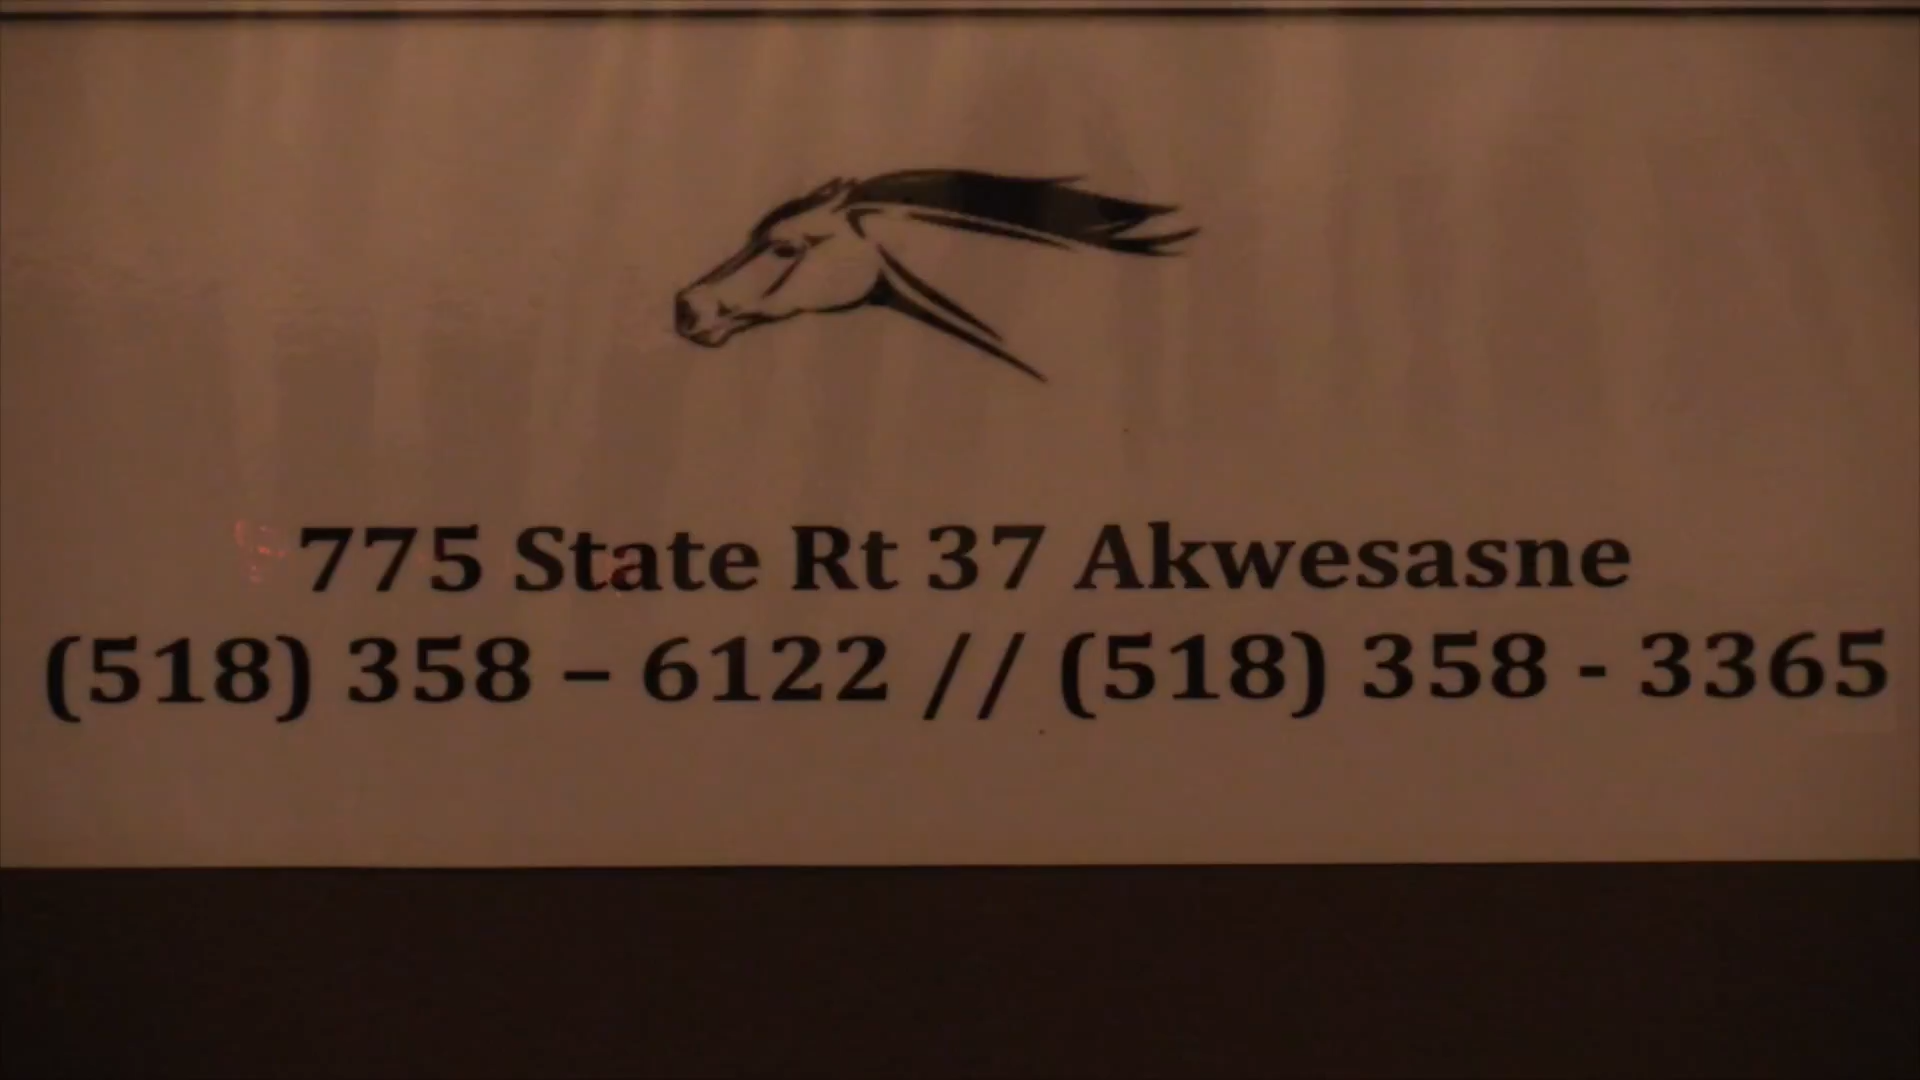 775 State Rt 37 Akwesasne
(518) 358 – 6122 // (518) 358 - 3365